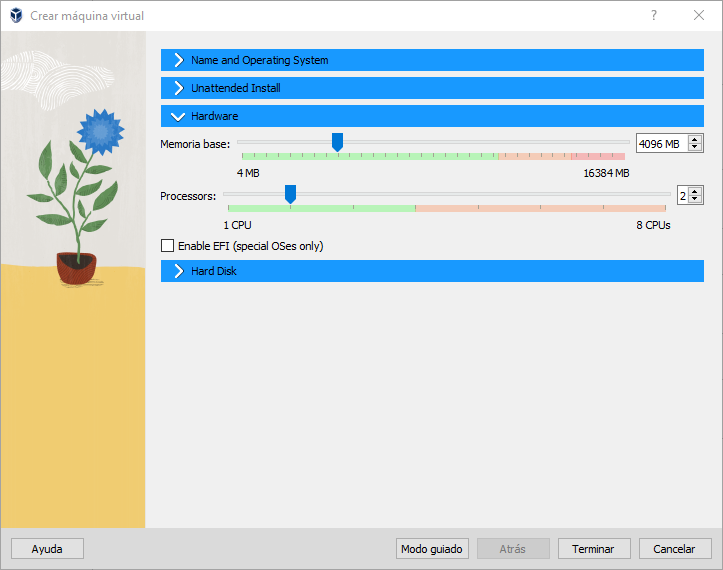 Crear máquina virtual
Name and Operating System
Unattended Install
Hardware
Memoria base: 4096 MB
4 MB 16384 MB
Processors: 2
1 CPU 8 CPUs
Enable EFI (special OSes only)
Hard Disk
Ayuda Modo guiado Atrás Terminar Cancelar